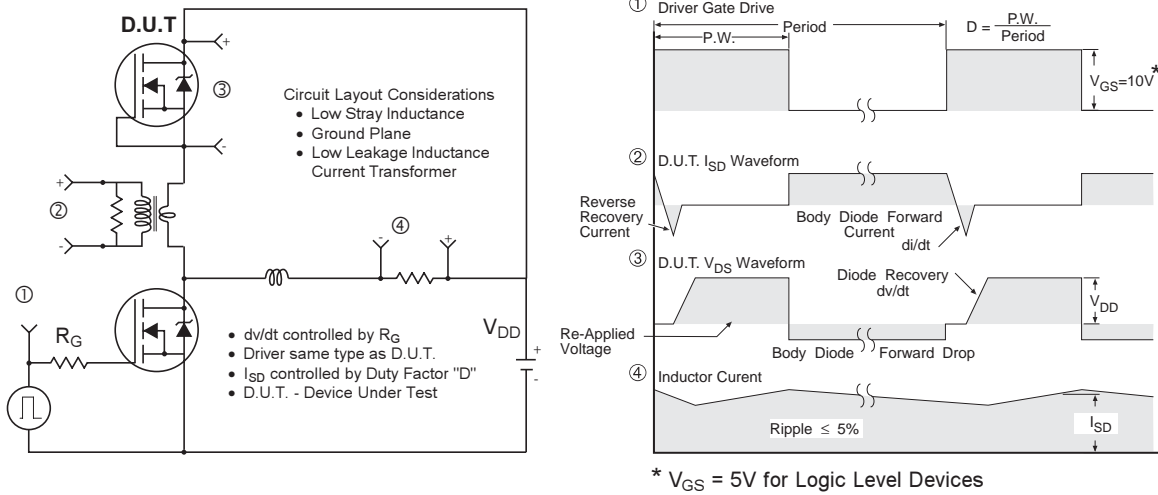 D.U.T
+
③
-
Circuit Layout Considerations
• Low Stray Inductance
• Ground Plane
• Low Leakage Inductance
Current Transformer
+
②
-
④
-
+
①
R_G
V_DD
+
-
• dv/dt controlled by R_G
• Driver same type as D.U.T.
• I_SD controlled by Duty Factor "D"
• D.U.T. - Device Under Test
① Driver Gate Drive
P.W.
Period
D = P.W. / Period
V_GS=10V*
② D.U.T. I_SD Waveform
Reverse
Recovery
Current
Body Diode Forward
Current
di/dt
③ D.U.T. V_DS Waveform
Diode Recovery
dv/dt
V_DD
Re-Applied
Voltage
Body Diode Forward Drop
④ Inductor Curent
Ripple ≤ 5%
I_SD
* V_GS = 5V for Logic Level Devices